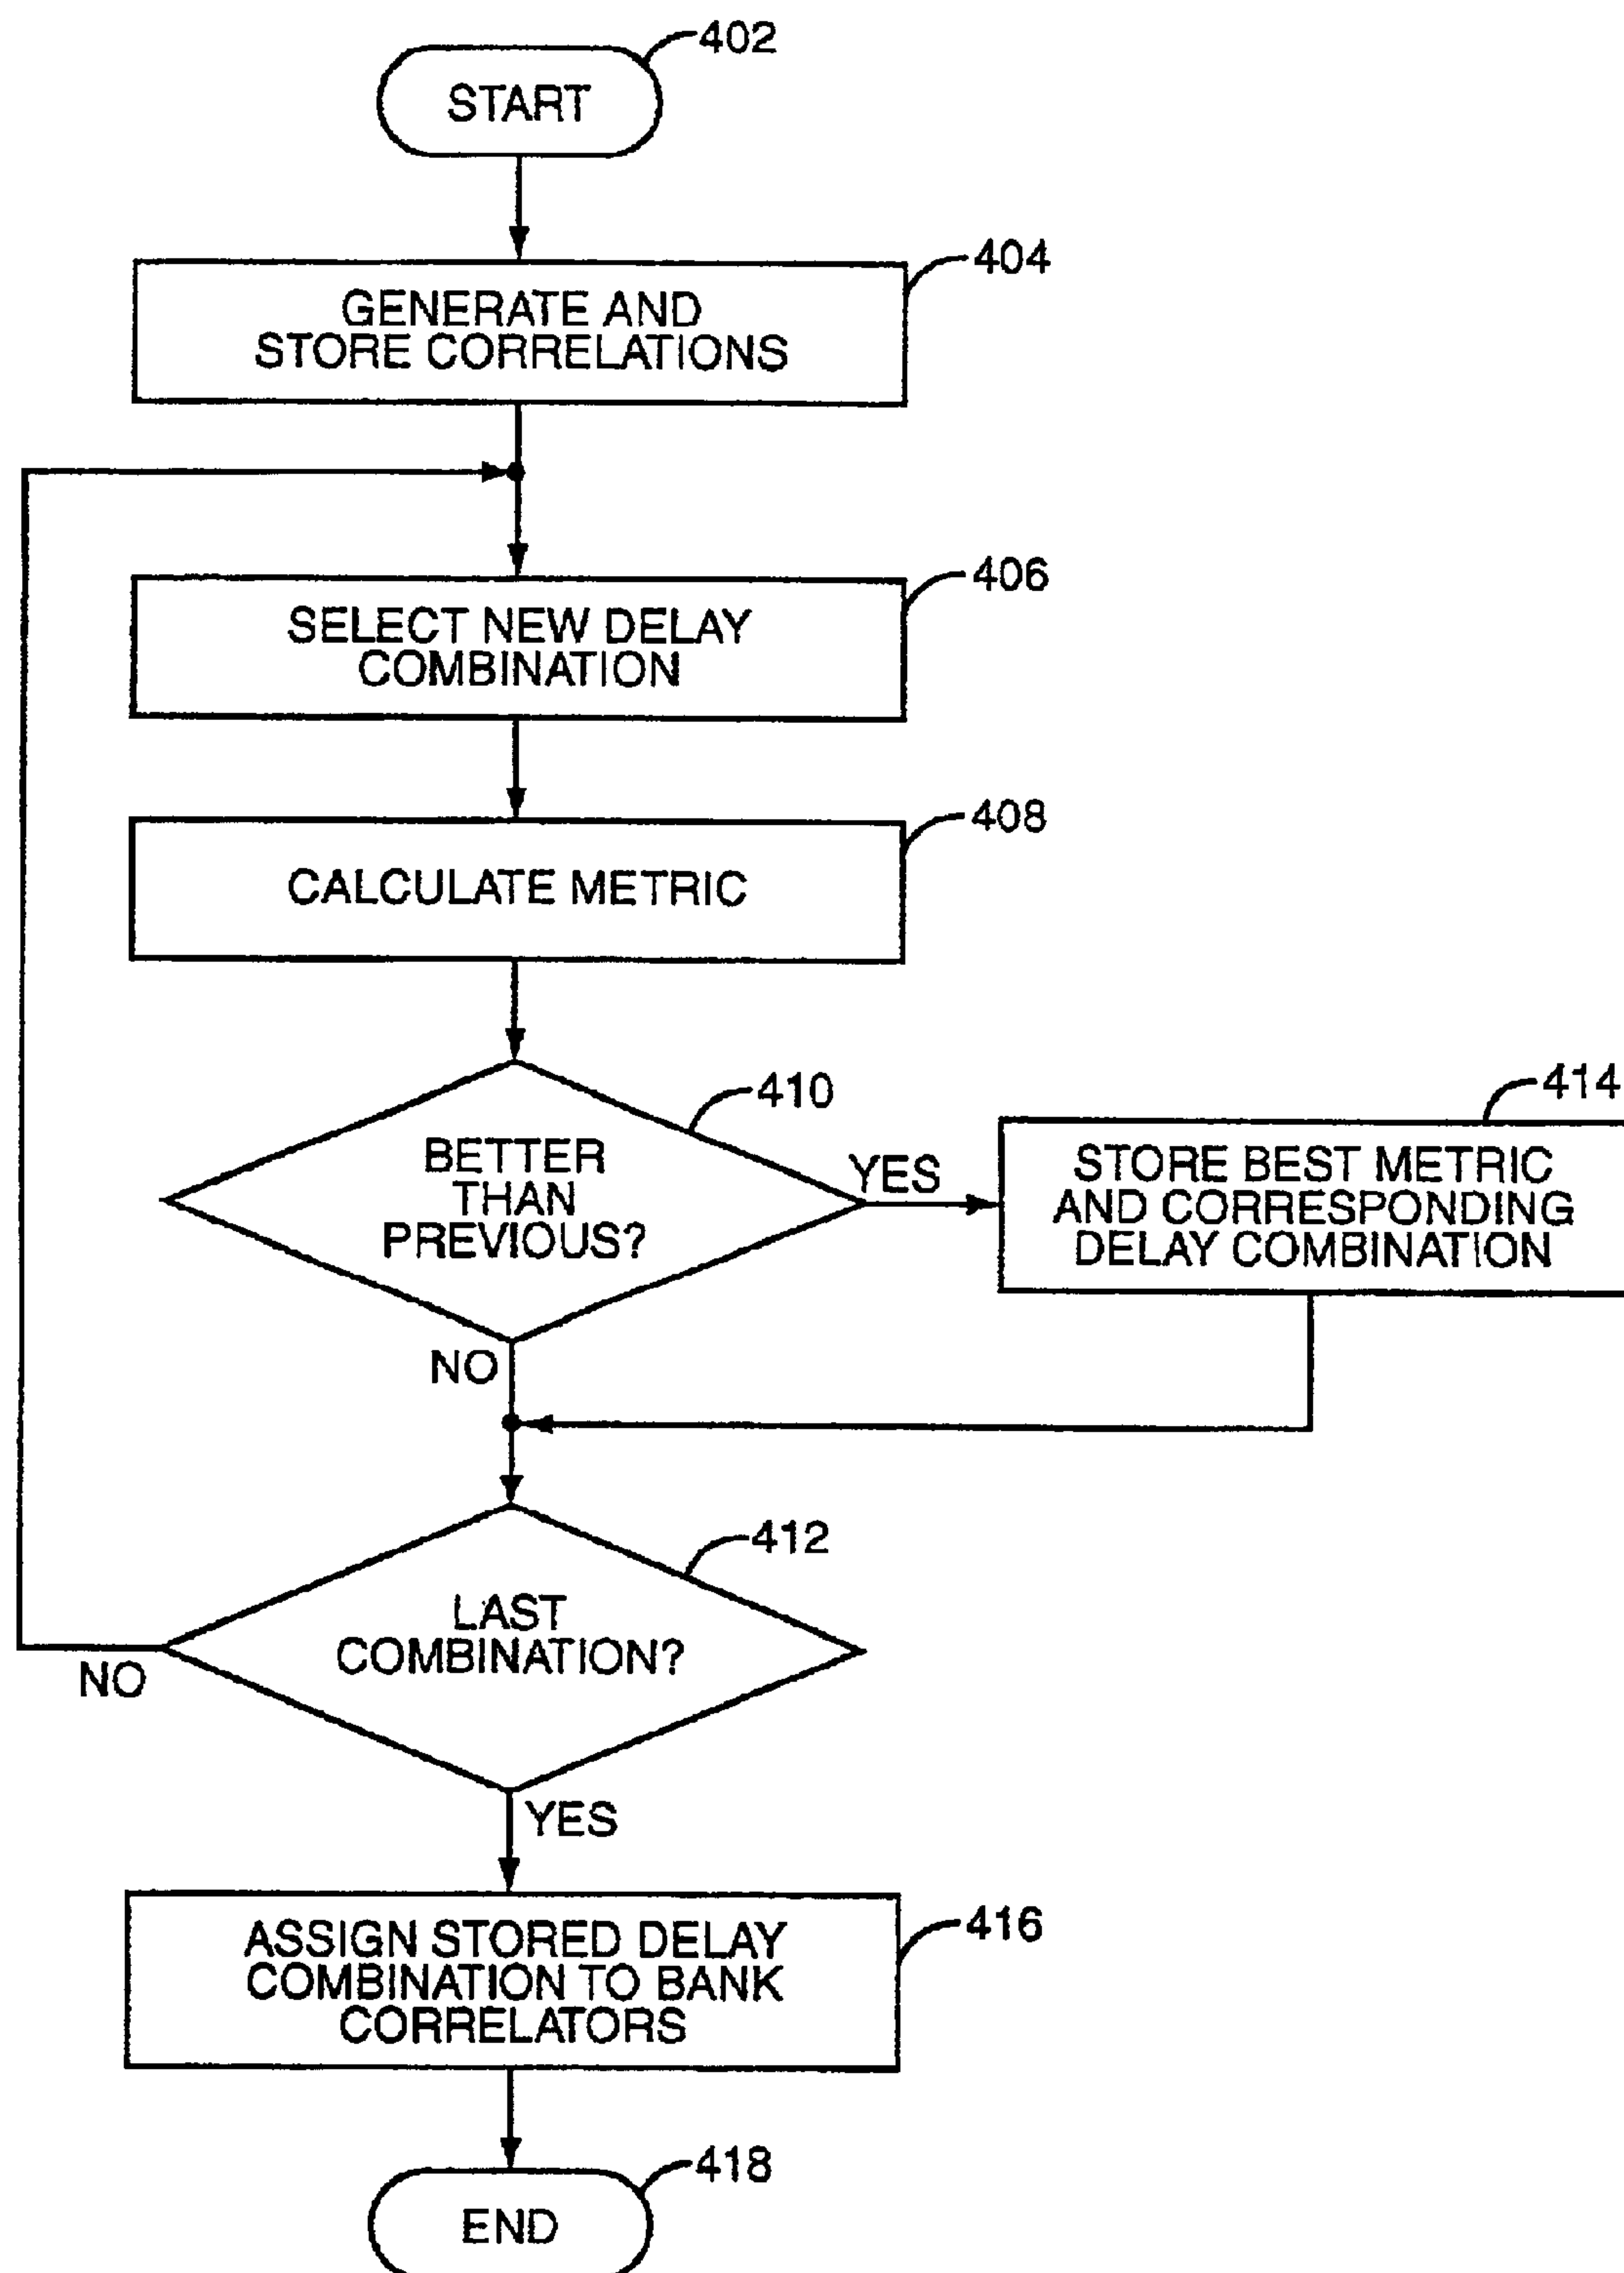 402
START
404
GENERATE AND
STORE CORRELATIONS
406
SELECT NEW DELAY
COMBINATION
408
CALCULATE METRIC
410
BETTER
THAN
PREVIOUS?
YES
414
STORE BEST METRIC
AND CORRESPONDING
DELAY COMBINATION
NO
412
LAST
COMBINATION?
NO
YES
416
ASSIGN STORED DELAY
COMBINATION TO BANK
CORRELATORS
418
END